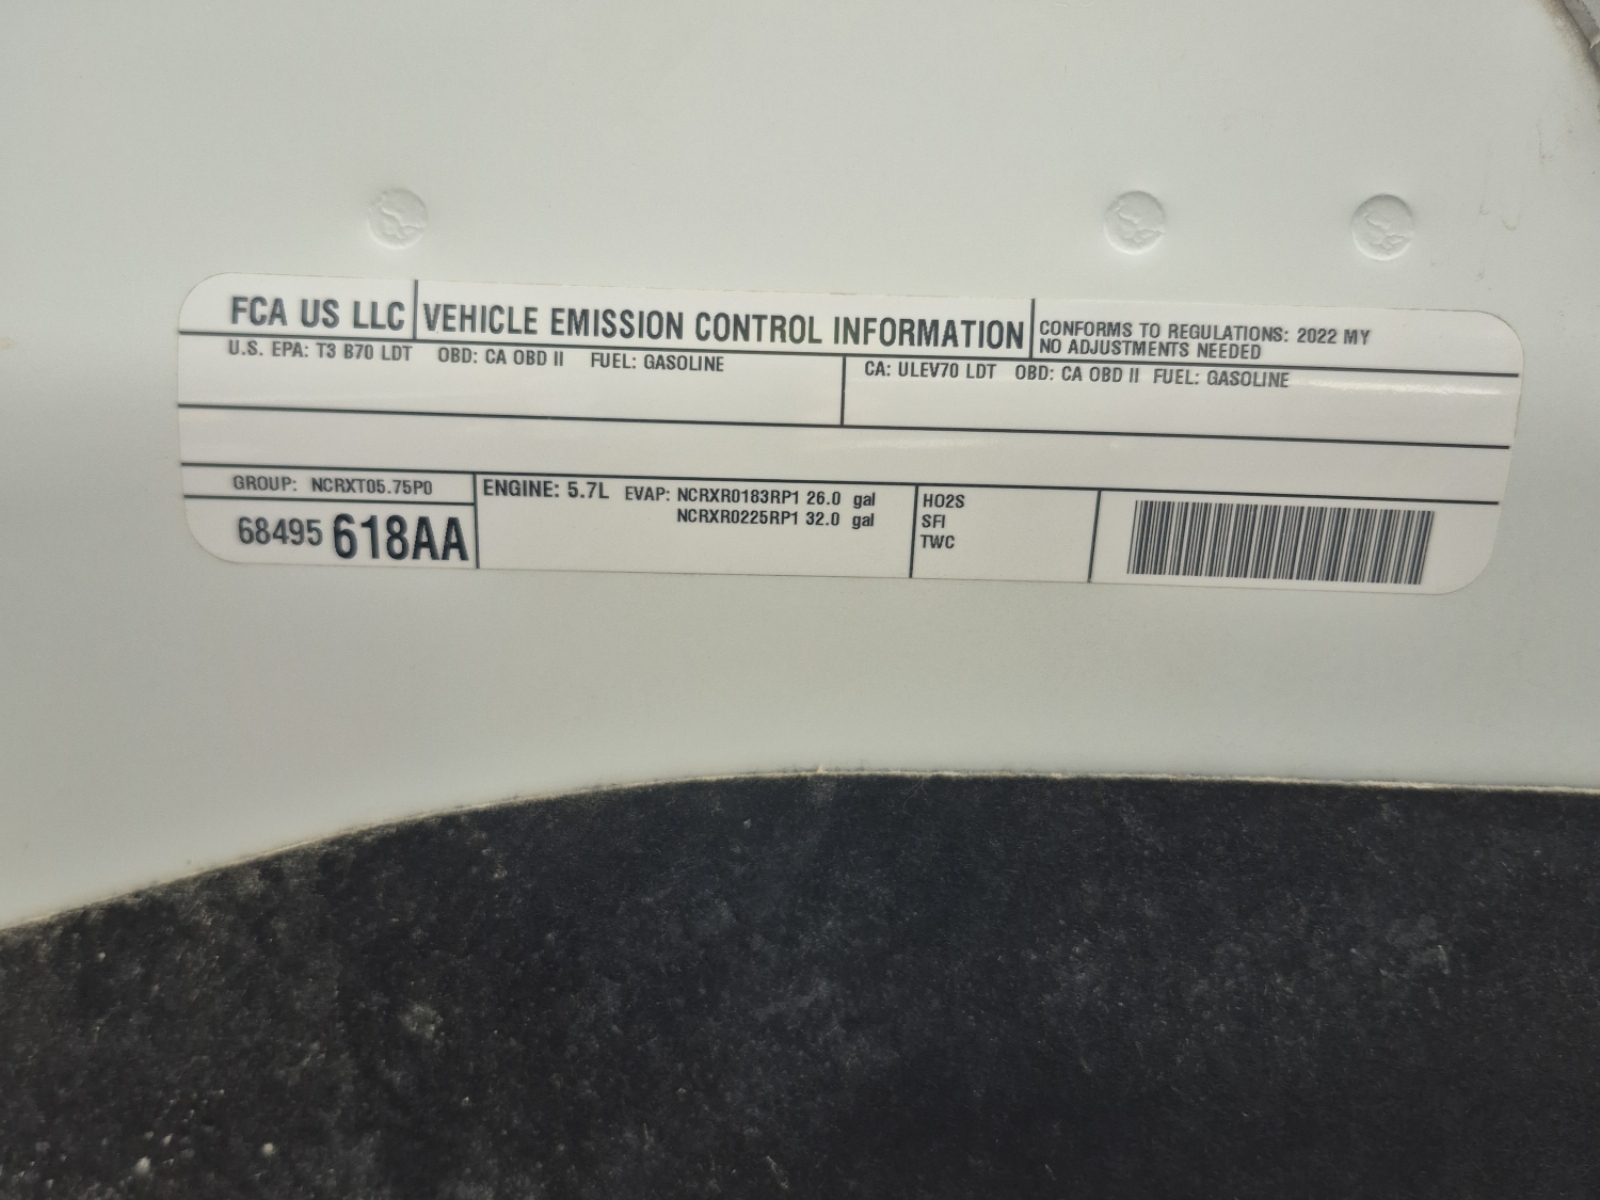 FCA US LLC VEHICLE EMISSION CONTROL INFORMATION
CONFORMS TO REGULATIONS: 2022 MY
NO ADJUSTMENTS NEEDED
U.S. EPA: T3 B70 LDT OBD: CA OBD II FUEL: GASOLINE
CA: ULEV70 LDT OBD: CA OBD II FUEL: GASOLINE
GROUP: NCRXT05.75P0
68495 618AA
ENGINE: 5.7L EVAP: NCRXR0183RP1 26.0 gal
NCRXR0225RP1 32.0 gal
HO2S
SFI
TWC